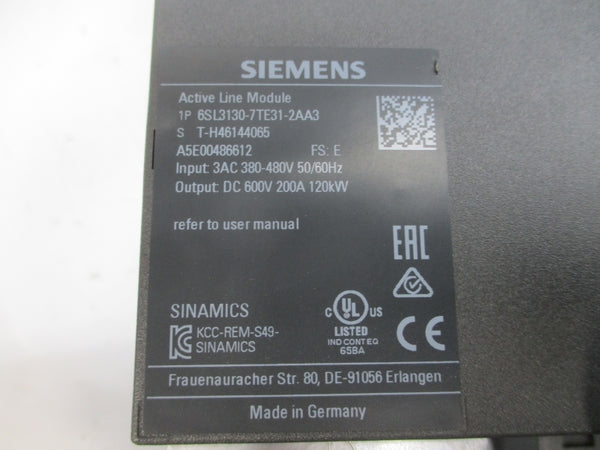 SIEMENS
Active Line Module
1P 6SL3130-7TE31-2AA3
S T-H46144065
A5E00486612 FS: E
Input: 3AC 380-480V 50/60Hz
Output: DC 600V 200A 120kW
refer to user manual
EAC
SINAMICS
KCC-REM-S49-
SINAMICS
C UL US
LISTED
IND CONT EQ
65BA
CE
Frauenauracher Str. 80, DE-91056 Erlangen
Made in Germany